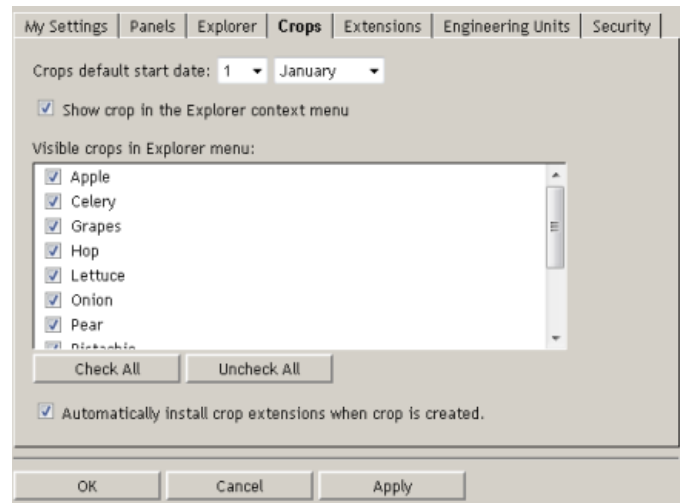 My Settings Panels Explorer Crops Extensions Engineering Units Security
Crops default start date: 1 January
Show crop in the Explorer context menu
Visible crops in Explorer menu:
Apple
Celery
Grapes
Hop
Lettuce
Onion
Pear
Check All Uncheck All
Automatically install crop extensions when crop is created.
OK Cancel Apply